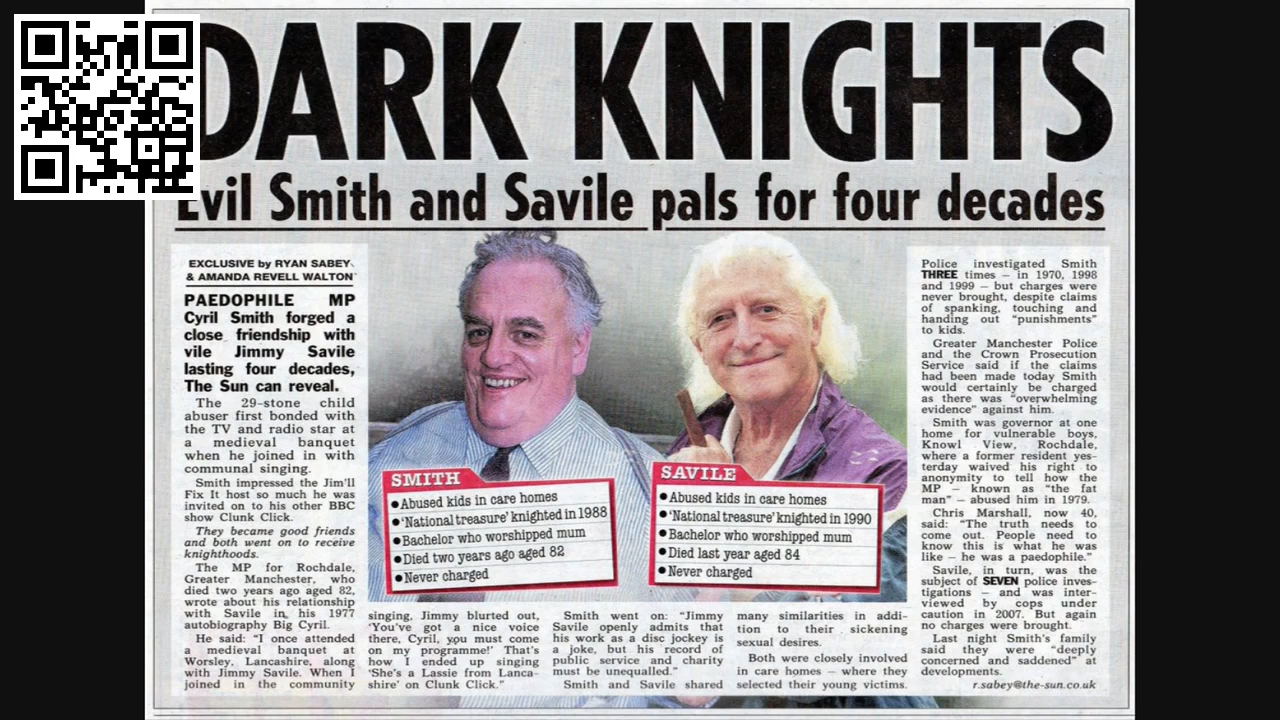 DARK KNIGHTS
Evil Smith and Savile pals for four decades
EXCLUSIVE by RYAN SABEY
& AMANDA REVELL WALTON
PAEDOPHILE MP
Cyril Smith forged a
close friendship with
vile Jimmy Savile
lasting four decades,
The Sun can reveal.
The 29-stone child
abuser first bonded with
the TV and radio star at
a medieval banquet
when he joined in with
communal singing.
Smith impressed the Jim'll
Fix It host so much he was
invited on to his other BBC
show Clunk Click.
They became good friends
and both went on to receive
knighthoods.
The MP for Rochdale,
Greater Manchester, who
died two years ago aged 82,
wrote about his relationship
with Savile in his 1977
autobiography Big Cyril.
He said: "I once attended
a medieval banquet at
Worsley, Lancashire, along
with Jimmy Savile. When I
joined in the community
SMITH
●Abused kids in care homes
●'National treasure' knighted in 1988
●Bachelor who worshipped mum
●Died two years ago aged 82
●Never charged
SAVILE
●Abused kids in care homes
●'National treasure' knighted in 1990
●Bachelor who worshipped mum
●Died last year aged 84
●Never charged
singing, Jimmy blurted out,
'You've got a nice voice
there, Cyril, you must come
on my programme!' That's
how I ended up singing
'She's a Lassie from Lanca-
shire' on Clunk Click."
Smith went on: "Jimmy
Savile openly admits that
his work as a disc jockey is
a joke, but his record of
public service and charity
must be unequalled."
Smith and Savile shared
many similarities in addi-
tion to their sickening
sexual desires.
Both were closely involved
in care homes – where they
selected their young victims.
Police investigated Smith
THREE times – in 1970, 1998
and 1999 – but charges were
never brought, despite claims
of spanking, touching and
handing out "punishments"
to kids.
Greater Manchester Police
and the Crown Prosecution
Service said if the claims
had been made today Smith
would certainly be charged
as there was "overwhelming
evidence" against him.
Smith was governor at one
home for vulnerable boys,
Knowl View, Rochdale,
where a former resident yes-
terday waived his right to
anonymity to tell how the
MP – known as "the fat
man" – abused him in 1979.
Chris Marshall, now 40,
said: "The truth needs to
come out. People need to
know this is what he was
like – he was a paedophile."
Savile, in turn, was the
subject of SEVEN police inves-
tigations – and was inter-
viewed by cops under
caution in 2007. But again
no charges were brought.
Last night Smith's family
said they were "deeply
concerned and saddened" at
developments.
r.sabey@the-sun.co.uk